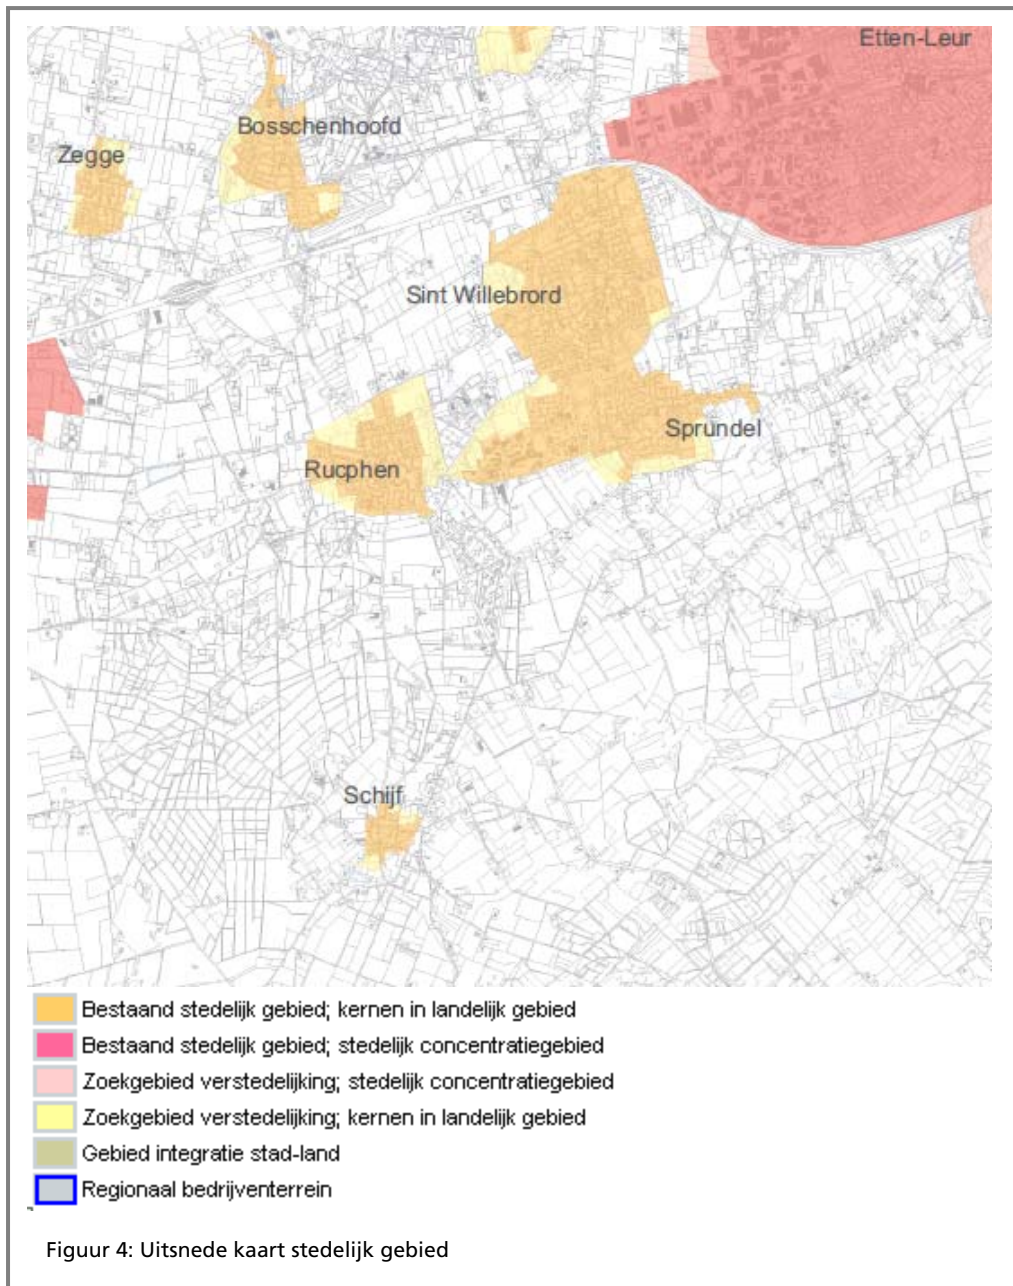 Etten-Leur
Bosschenhoofd
Zegge
Sint Willebrord
Sprundel
Rucphen
Schijf
Bestaand stedelijk gebied; kernen in landelijk gebied
Bestaand stedelijk gebied; stedelijk concentratiegebied
Zoekgebied verstedelijking; stedelijk concentratiegebied
Zoekgebied verstedelijking; kernen in landelijk gebied
Gebied integratie stad-land
Regionaal bedrijventerrein
Figuur 4: Uitsnede kaart stedelijk gebied